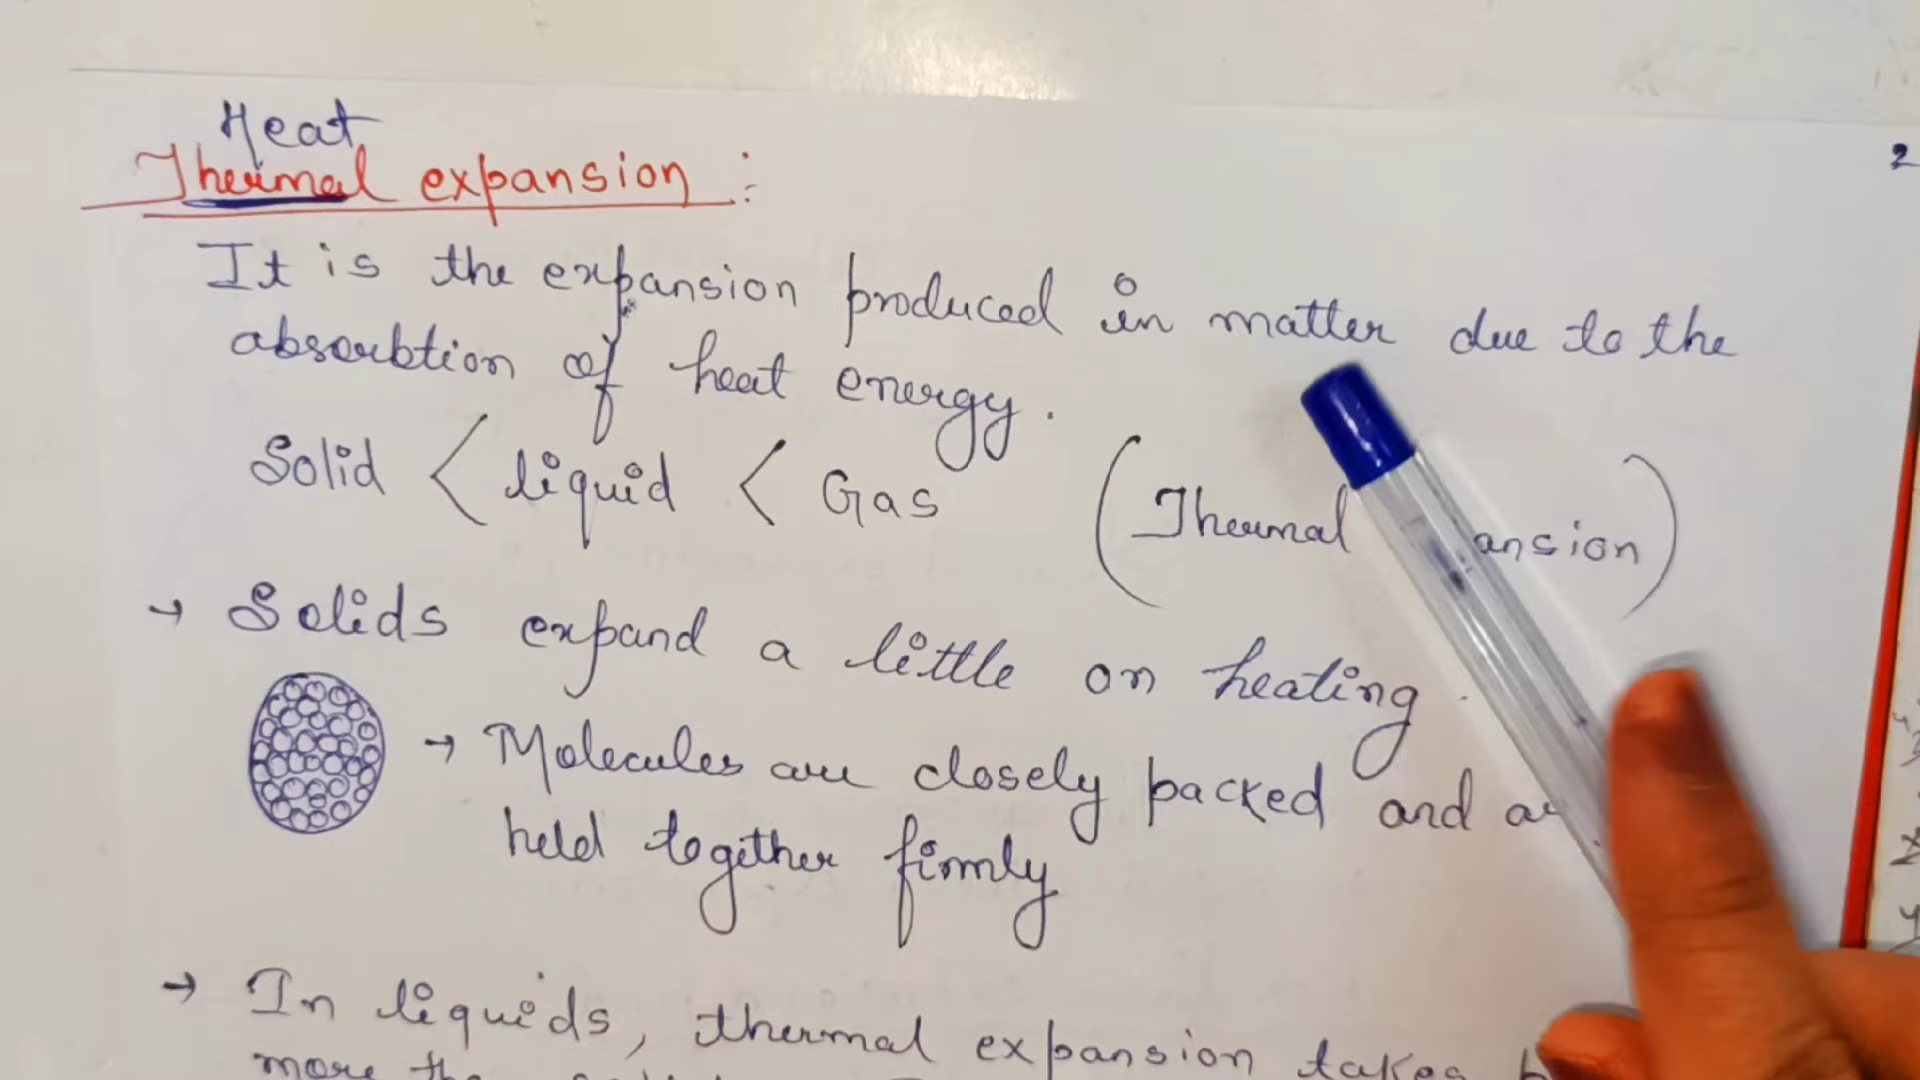 Heat
Thermal expansion :
It is the expansion produced in matter due to the
absorbtion of heat energy.
Solid < liquid < Gas (Thermal ansion)
→ Solids expand a little on heating.
→ Molecules are closely packed and
held together firmly
→ In liquids, thermal expansion takes
more
2